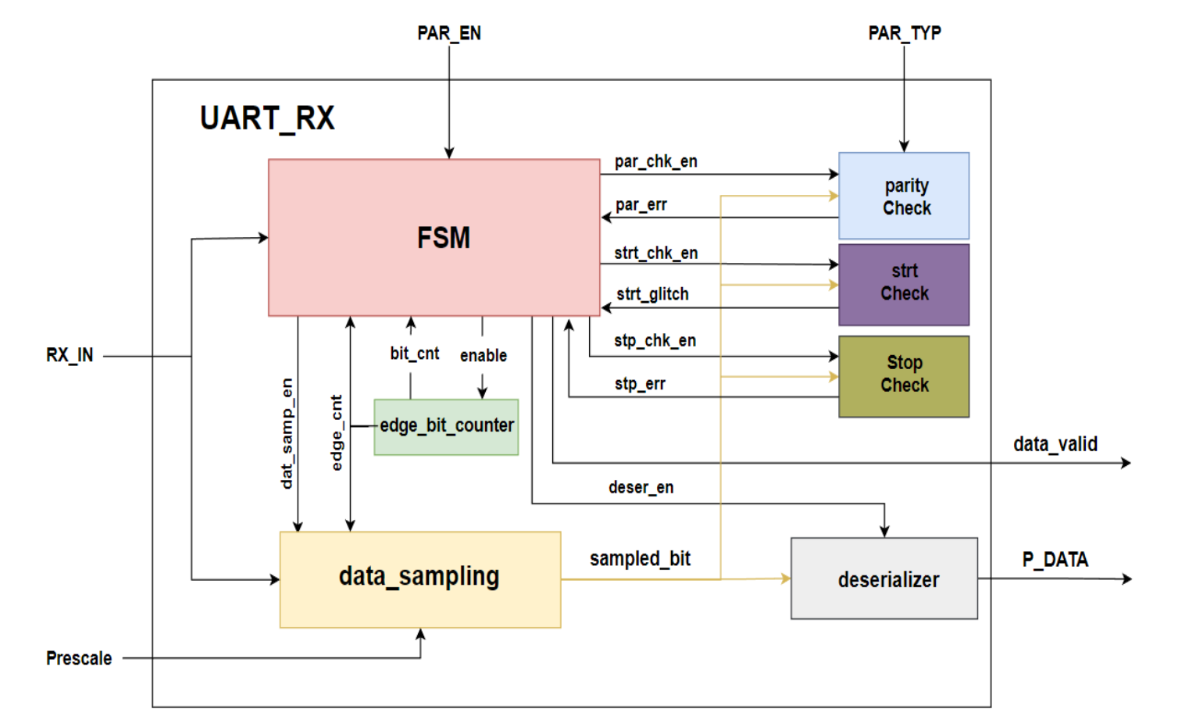 PAR_EN
PAR_TYP
UART_RX
FSM
par_chk_en
par_err
parity
Check
strt_chk_en
strt_glitch
strt
Check
RX_IN
bit_cnt
enable
stp_chk_en
stp_err
Stop
Check
dat_samp_en
edge_cnt
edge_bit_counter
data_valid
deser_en
data_sampling
sampled_bit
deserializer
P_DATA
Prescale